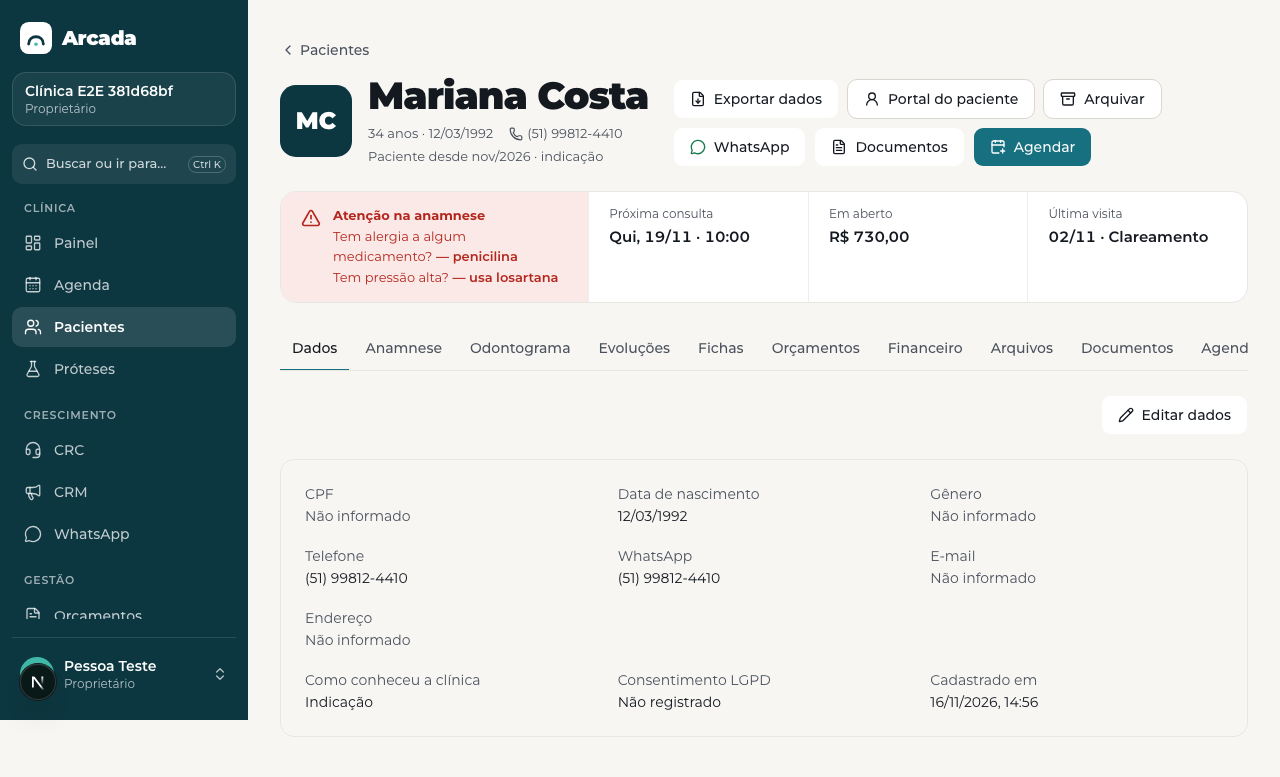 Arcada
Clínica E2E 381d68bf
Proprietário
Buscar ou ir para...
Ctrl K
CLÍNICA
Painel
Agenda
Pacientes
Próteses
CRESCIMENTO
CRC
CRM
WhatsApp
GESTÃO
Orçamentos
Pessoa Teste
Proprietário
N
Pacientes
MC
Mariana Costa
34 anos · 12/03/1992
(51) 99812-4410
Paciente desde nov/2026 · indicação
Exportar dados
Portal do paciente
Arquivar
WhatsApp
Documentos
Agendar
Atenção na anamnese
Tem alergia a algum
medicamento? — penicilina
Tem pressão alta? — usa losartana
Próxima consulta
Qui, 19/11 · 10:00
Em aberto
R$ 730,00
Última visita
02/11 · Clareamento
Dados
Anamnese
Odontograma
Evoluções
Fichas
Orçamentos
Financeiro
Arquivos
Documentos
Agend
Editar dados
CPF
Não informado
Data de nascimento
12/03/1992
Gênero
Não informado
Telefone
(51) 99812-4410
WhatsApp
(51) 99812-4410
E-mail
Não informado
Endereço
Não informado
Como conheceu a clínica
Indicação
Consentimento LGPD
Não registrado
Cadastrado em
16/11/2026, 14:56